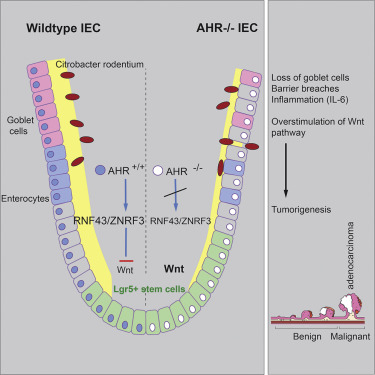 Wildtype IEC
AHR-/- IEC
Citrobacter rodentium
Goblet
cells
Enterocytes
AHR +/+
AHR -/-
RNF43/ZNRF3
RNF43/ZNRF3
Wnt
Wnt
Lgr5+ stem cells
Loss of goblet cells
Barrier breaches
Inflammation (IL-6)
Overstimulation of Wnt
pathway
Tumorigenesis
adenocarcinoma
Benign
Malignant